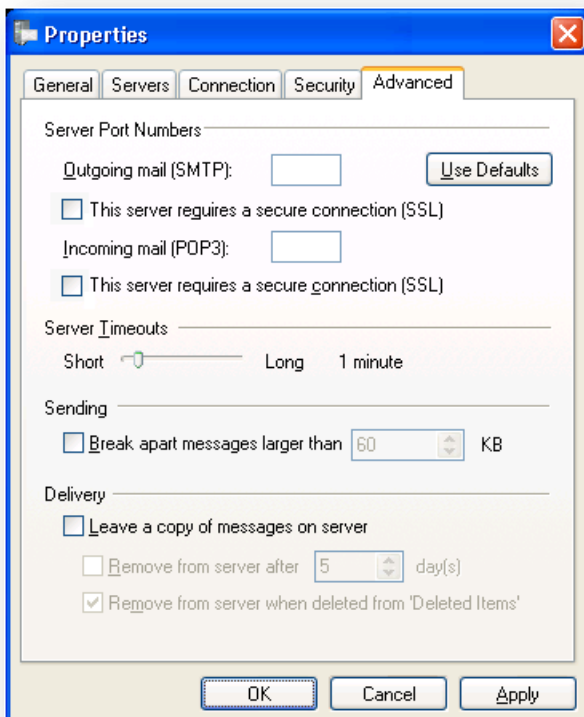 Properties
General Servers Connection Security Advanced
Server Port Numbers
Outgoing mail (SMTP): Use Defaults
This server requires a secure connection (SSL)
Incoming mail (POP3):
This server requires a secure connection (SSL)
Server Timeouts
Short Long 1 minute
Sending
Break apart messages larger than 60 KB
Delivery
Leave a copy of messages on server
Remove from server after 5 day(s)
Remove from server when deleted from 'Deleted Items'
OK Cancel Apply